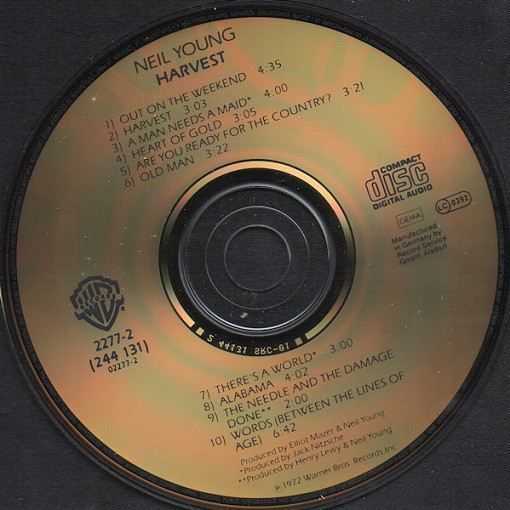 NEIL YOUNG
HARVEST
1) OUT ON THE WEEKEND 4.35
2) HARVEST 3:03
3) A MAN NEEDS A MAID* 4:00
4) HEART OF GOLD 3:05
5) ARE YOU READY FOR THE COUNTRY? 3:21
6) OLD MAN 3:22
COMPACT
disc
DIGITAL AUDIO
GEMA
LC 0392
Manufactured
in Germany by
Record Service
GmbH, Alsdorf
2277-2
(244 131)
02277-2
2 44131 SRC-01
7) THERE'S A WORLD* 3:00
8) ALABAMA 4:02
9) THE NEEDLE AND THE DAMAGE
DONE** 2:00
10) WORDS (BETWEEN THE LINES OF
AGE) 6:42
Produced by Elliot Mazer & Neil Young
*Produced by Jack Nitzsche
**Produced by Henry Lewy & Neil Young
℗ 1972 Warner Bros. Records Inc.